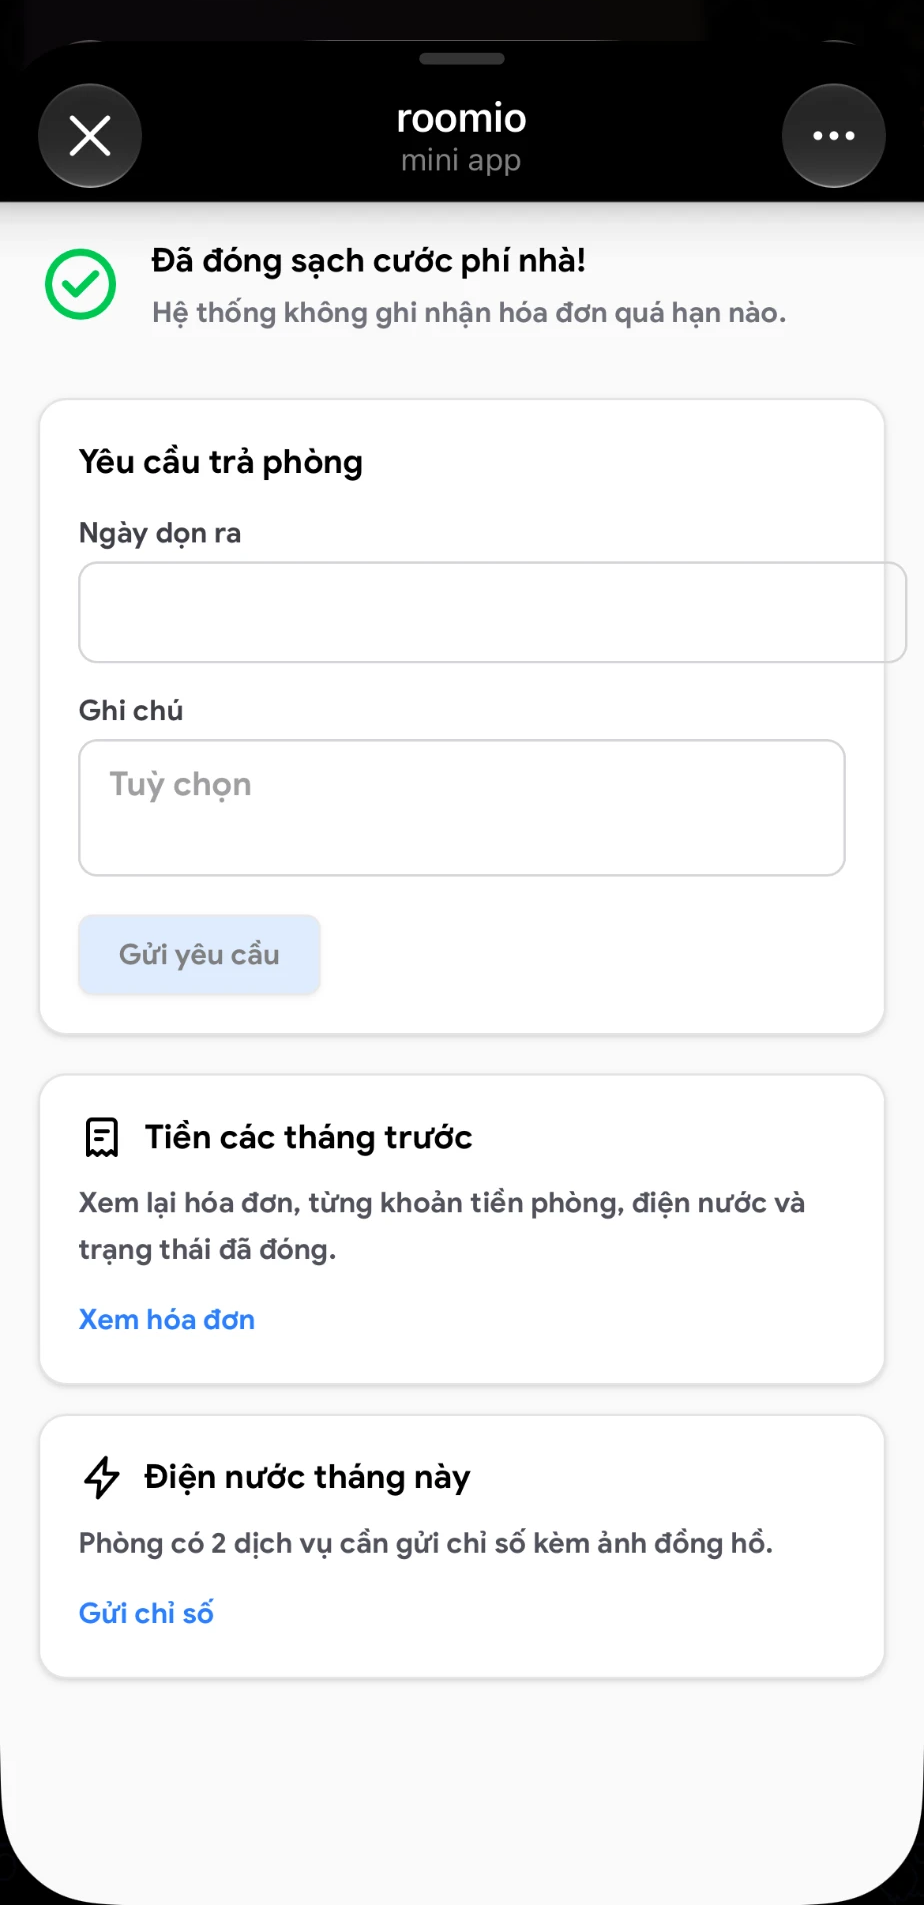 roomio
mini app
Đã đóng sạch cước phí nhà!
Hệ thống không ghi nhận hóa đơn quá hạn nào.
Yêu cầu trả phòng
Ngày dọn ra
Ghi chú
Tuỳ chọn
Gửi yêu cầu
Tiền các tháng trước
Xem lại hóa đơn, từng khoản tiền phòng, điện nước và
trạng thái đã đóng.
Xem hóa đơn
Điện nước tháng này
Phòng có 2 dịch vụ cần gửi chỉ số kèm ảnh đồng hồ.
Gửi chỉ số